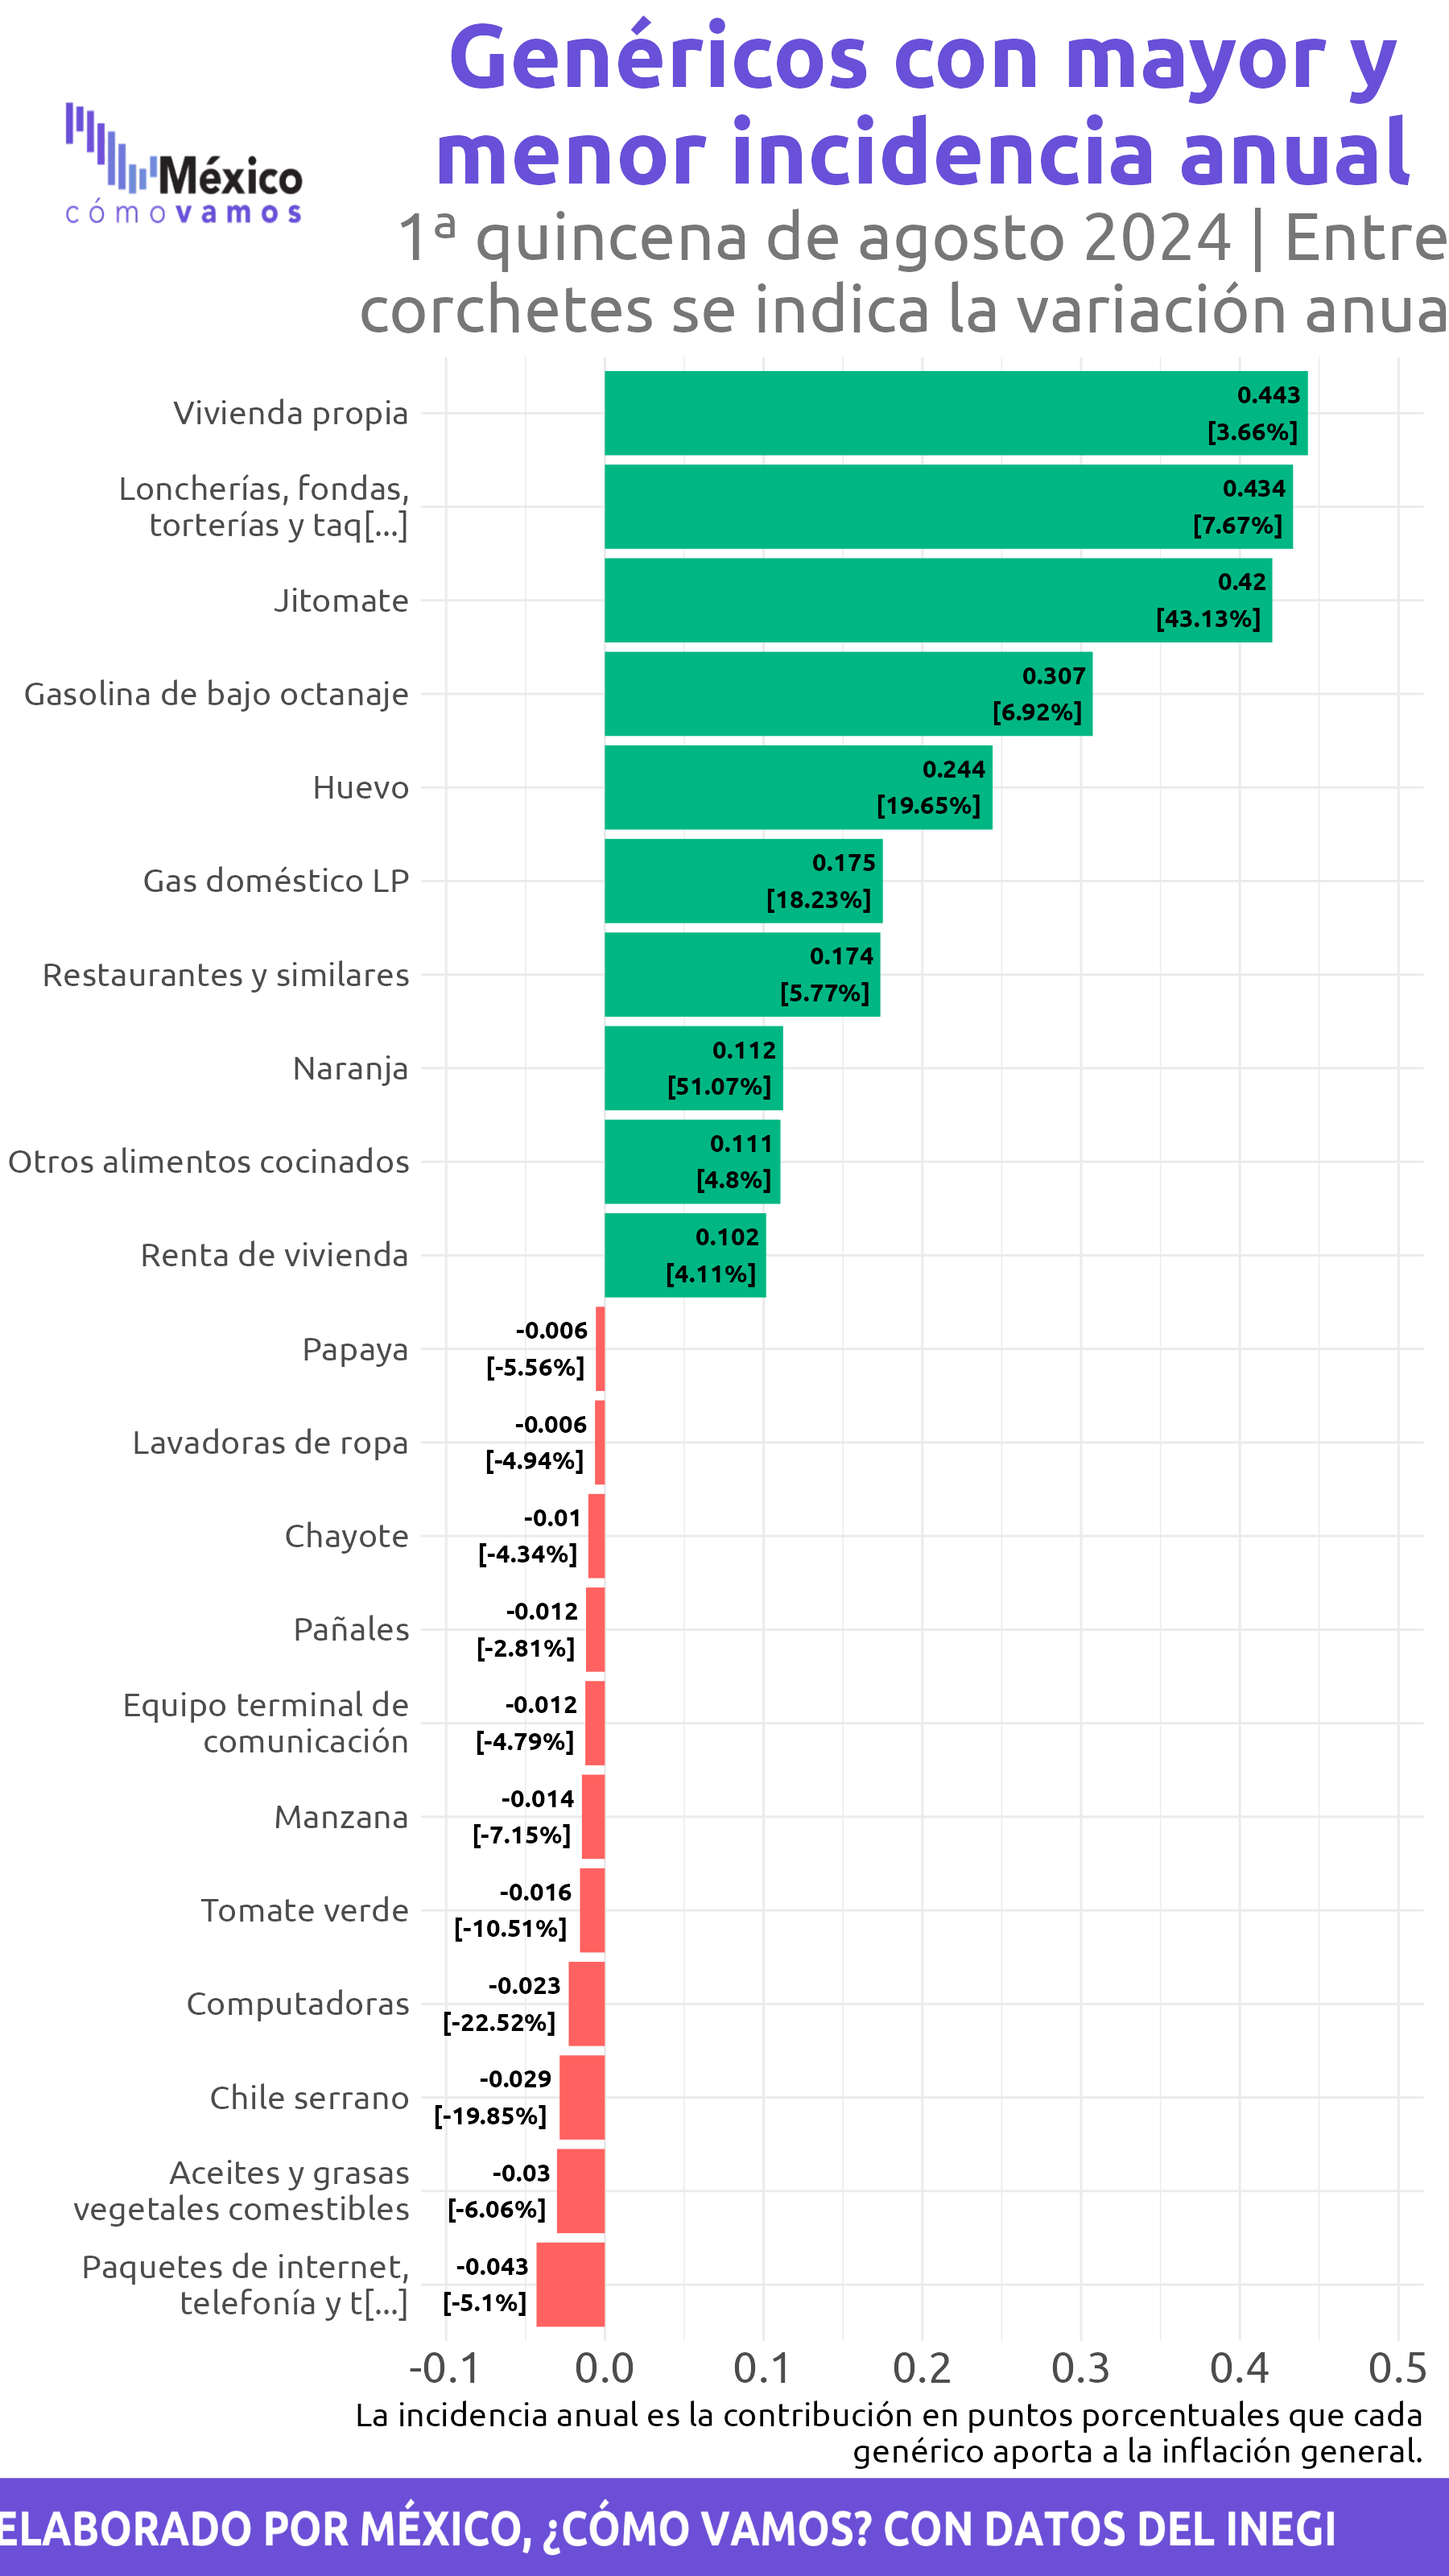 Genéricos con mayor y
menor incidencia anual
México
cómovamos
1ª quincena de agosto 2024 | Entre
corchetes se indica la variación anua
Vivienda propia
0.443
[3.66%]
Loncherías, fondas,
torterías y taq[...]
0.434
[7.67%]
Jitomate
0.42
[43.13%]
Gasolina de bajo octanaje
0.307
[6.92%]
Huevo
0.244
[19.65%]
Gas doméstico LP
0.175
[18.23%]
Restaurantes y similares
0.174
[5.77%]
Naranja
0.112
[51.07%]
Otros alimentos cocinados
0.111
[4.8%]
Renta de vivienda
0.102
[4.11%]
Papaya
-0.006
[-5.56%]
Lavadoras de ropa
-0.006
[-4.94%]
Chayote
-0.01
[-4.34%]
Pañales
-0.012
[-2.81%]
Equipo terminal de
comunicación
-0.012
[-4.79%]
Manzana
-0.014
[-7.15%]
Tomate verde
-0.016
[-10.51%]
Computadoras
-0.023
[-22.52%]
Chile serrano
-0.029
[-19.85%]
Aceites y grasas
vegetales comestibles
-0.03
[-6.06%]
Paquetes de internet,
telefonía y t[...]
-0.043
[-5.1%]
-0.1 0.0 0.1 0.2 0.3 0.4 0.5
La incidencia anual es la contribución en puntos porcentuales que cada
genérico aporta a la inflación general.
ELABORADO POR MÉXICO, ¿CÓMO VAMOS? CON DATOS DEL INEGI